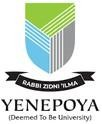 RABBI ZIDNI 'ILMA
YENEPOYA
(Deemed To Be University)